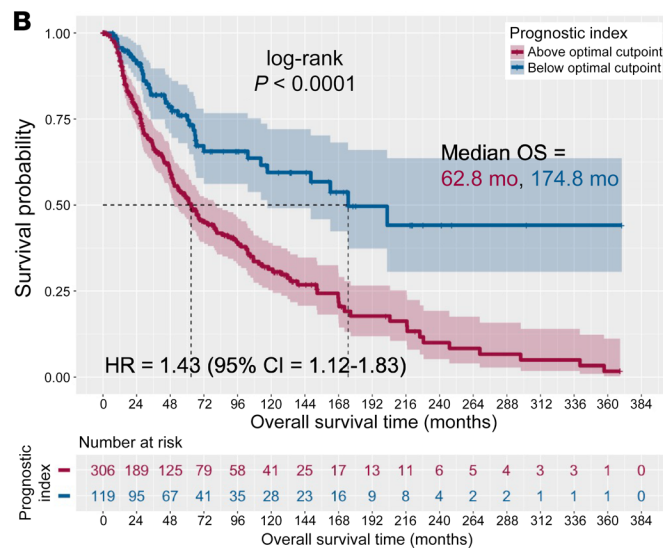 B
Prognostic index
Above optimal cutpoint
Below optimal cutpoint
log-rank
P < 0.0001
Median OS =
62.8 mo, 174.8 mo
HR = 1.43 (95% CI = 1.12-1.83)
Survival probability
1.00
0.75
0.50
0.25
0.00
0 24 48 72 96 120 144 168 192 216 240 264 288 312 336 360 384
Overall survival time (months)
Number at risk
Prognostic
index
306 189 125 79 58 41 25 17 13 11 6 5 4 3 3 1 0
119 95 67 41 35 28 23 16 9 8 4 2 2 1 1 1 0
0 24 48 72 96 120 144 168 192 216 240 264 288 312 336 360 384
Overall survival time (months)